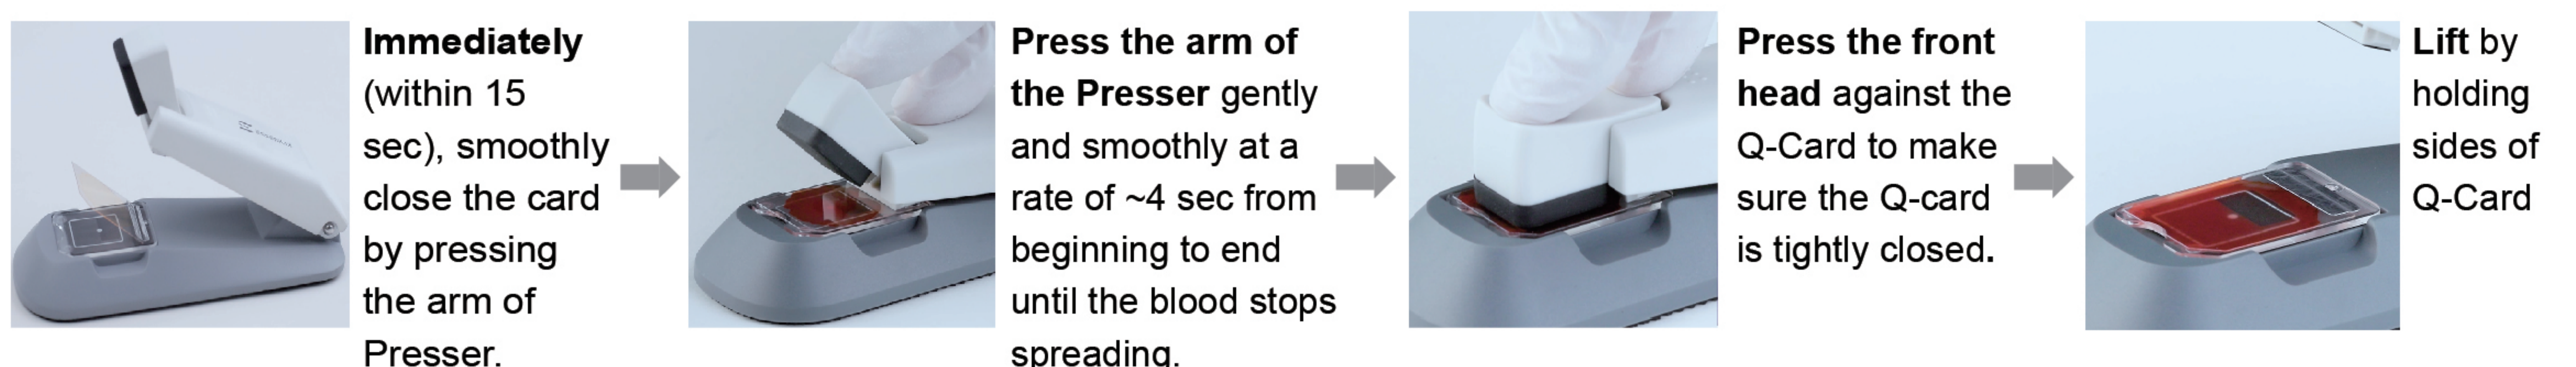 Immediately
(within 15
sec), smoothly
close the card
by pressing
the arm of
Presser.
Press the arm of
the Presser gently
and smoothly at a
rate of ~4 sec from
beginning to end
until the blood stops
spreading.
Press the front
head against the
Q-Card to make
sure the Q-card
is tightly closed.
Lift by
holding
sides of
Q-Card